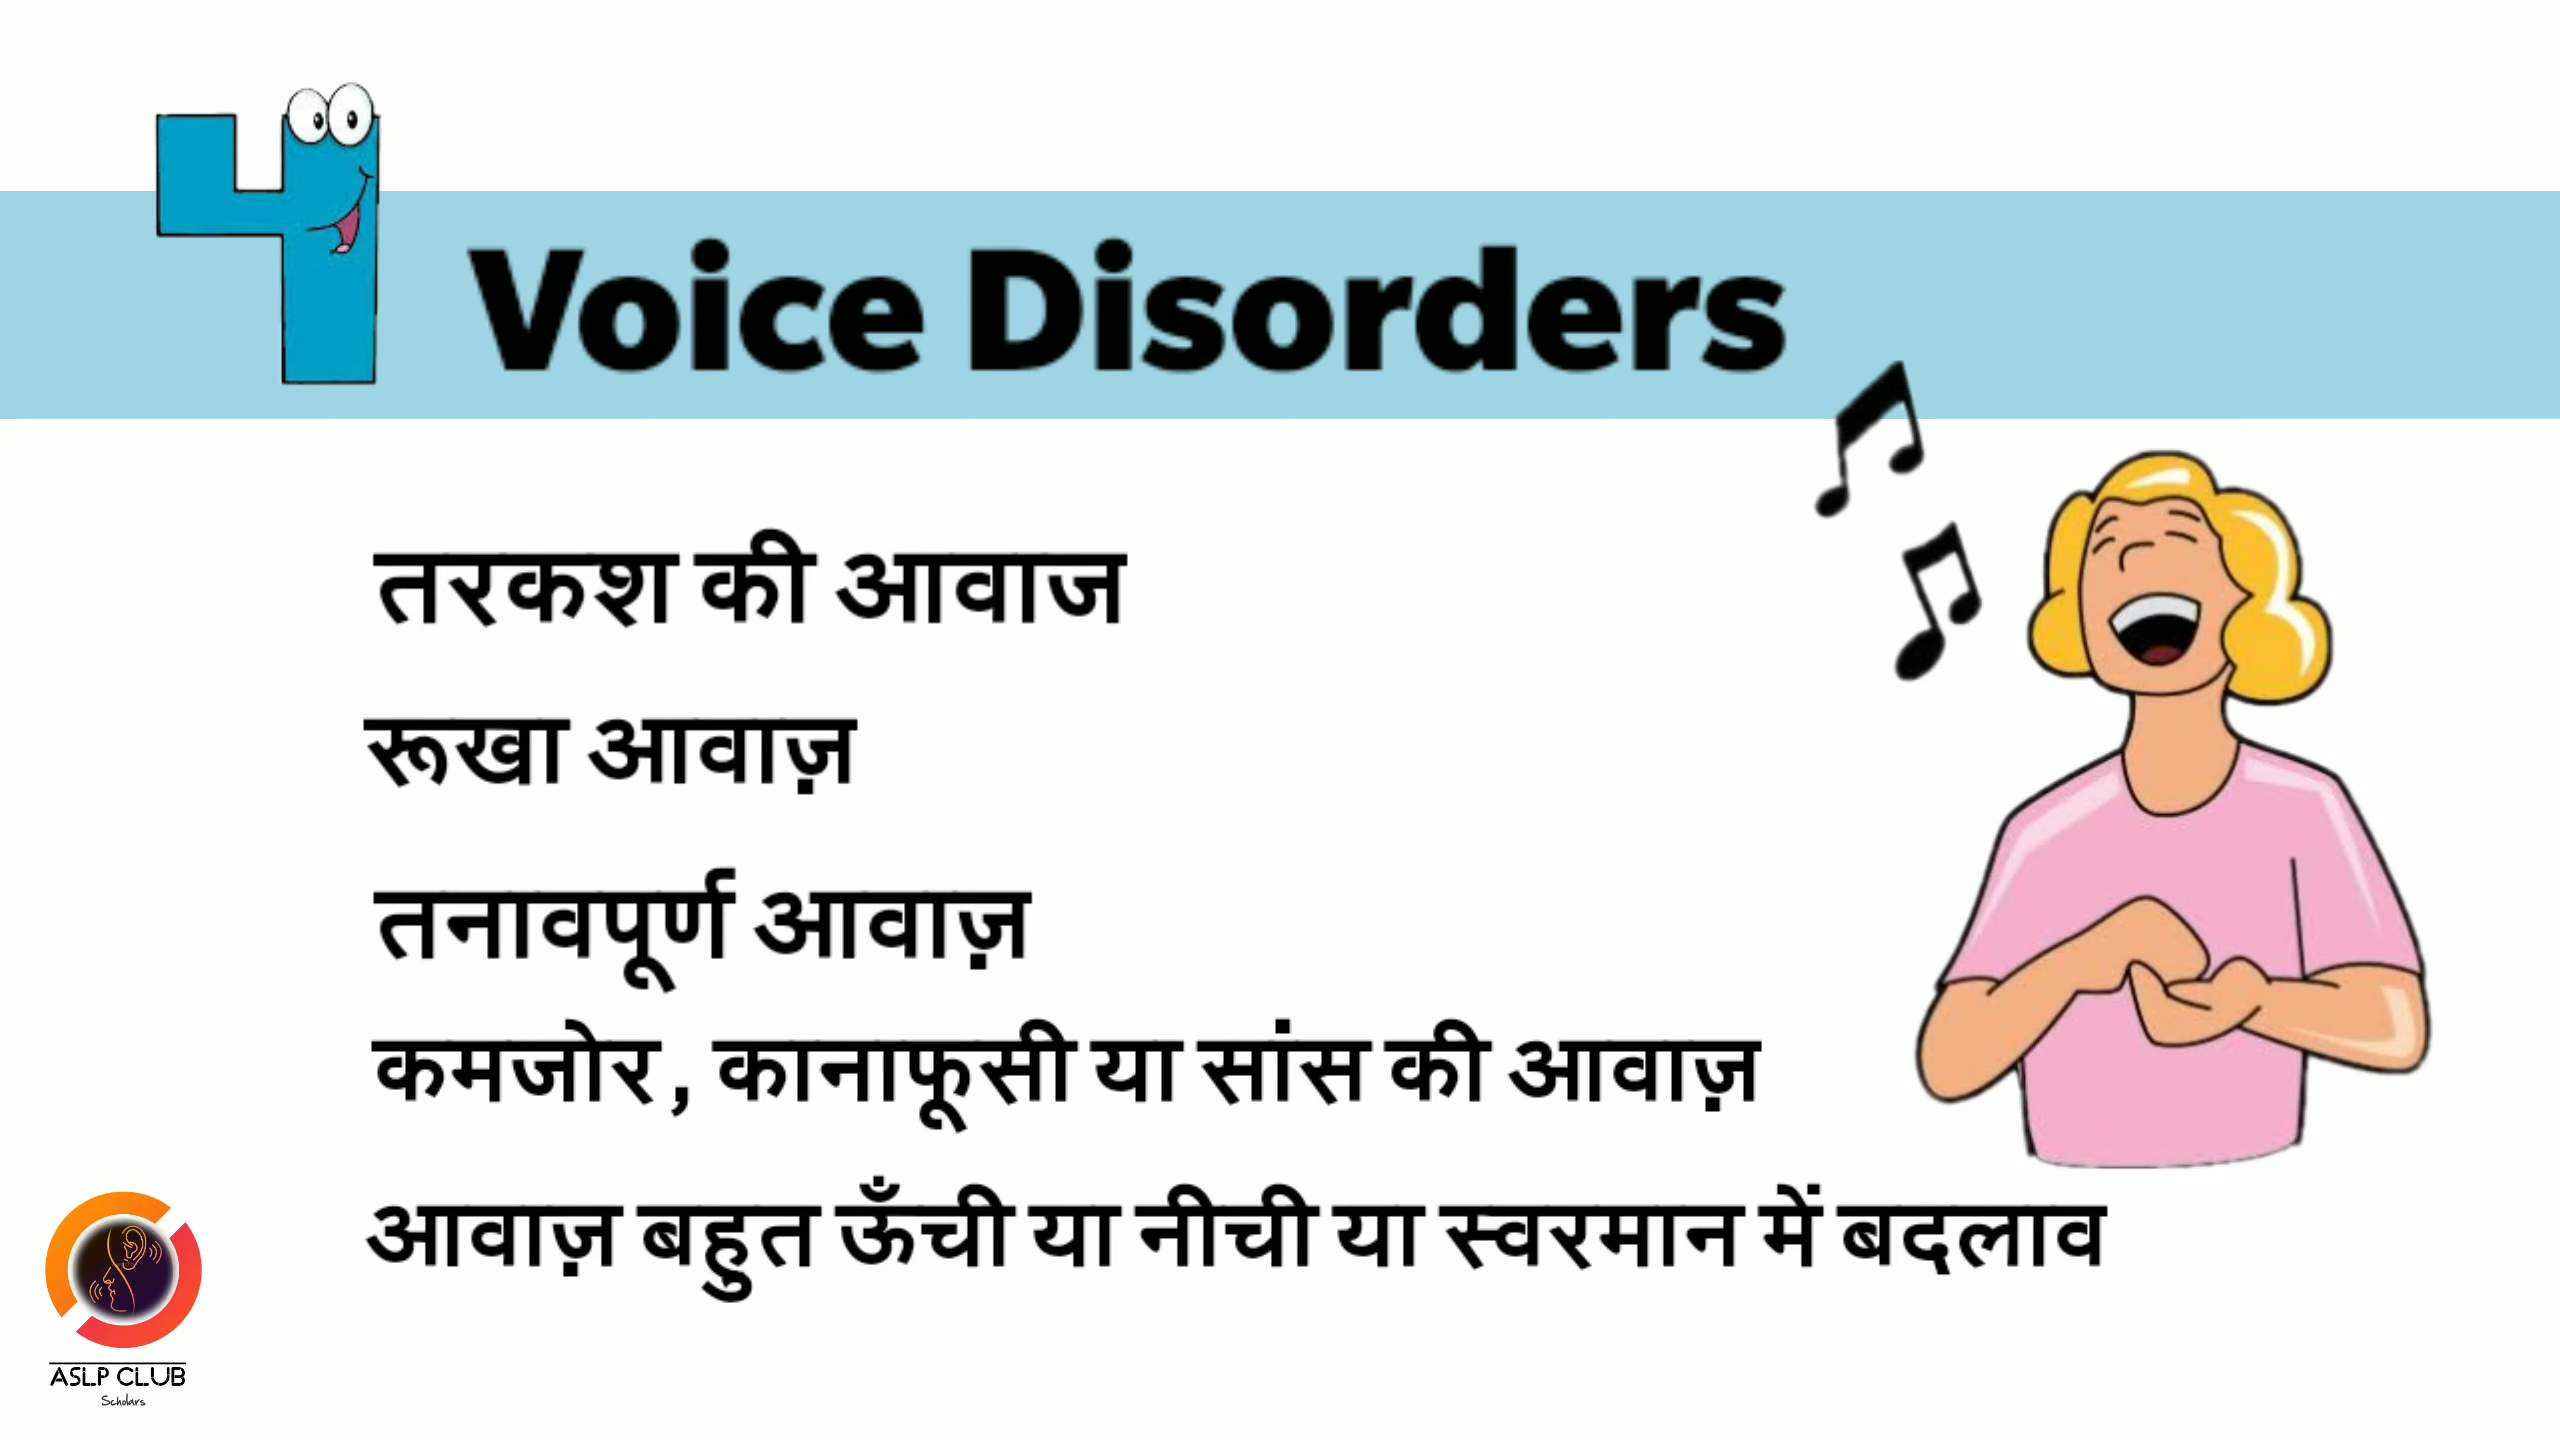 4
Voice Disorders
तरकश की आवाज
रूखा आवाज़
तनावपूर्ण आवाज़
कमजोर, कानाफूसी या सांस की आवाज़
आवाज़ बहुत ऊँची या नीची या स्वरमान में बदलाव
ASLP CLUB
Scholars